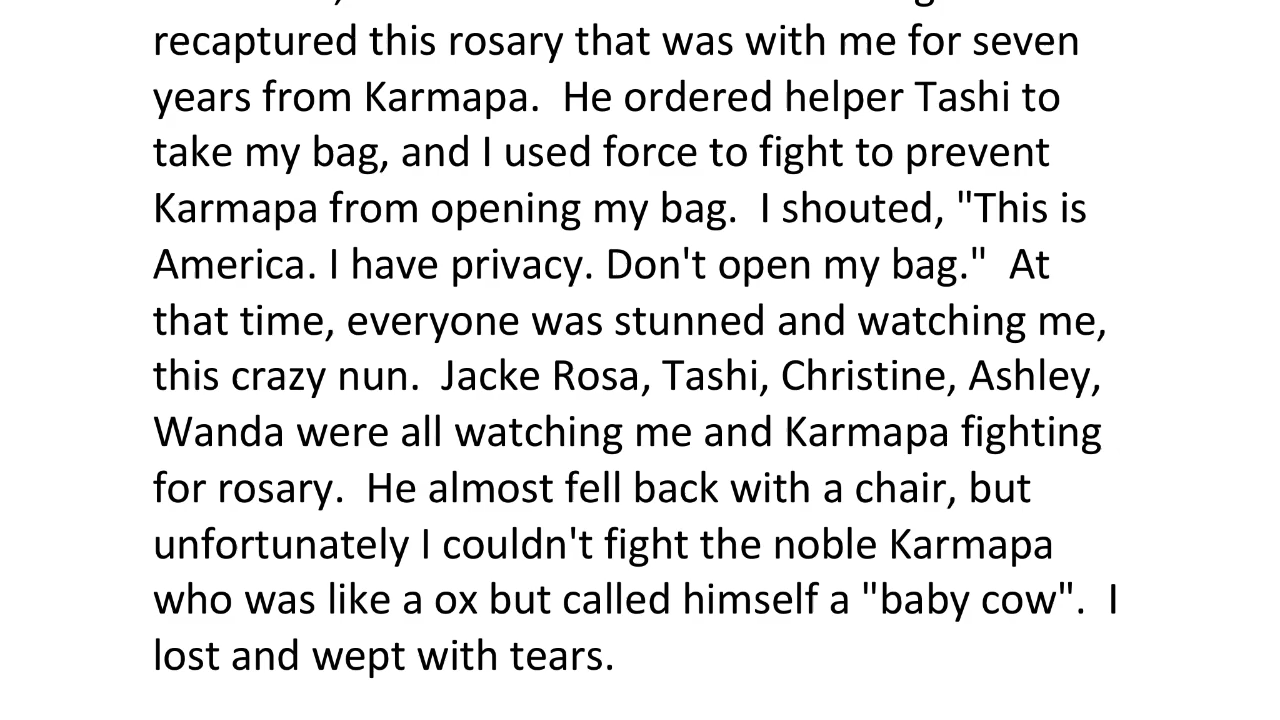 recaptured this rosary that was with me for seven
years from Karmapa.  He ordered helper Tashi to
take my bag, and I used force to fight to prevent
Karmapa from opening my bag.  I shouted, "This is
America. I have privacy. Don't open my bag."  At
that time, everyone was stunned and watching me,
this crazy nun.  Jacke Rosa, Tashi, Christine, Ashley,
Wanda were all watching me and Karmapa fighting
for rosary.  He almost fell back with a chair, but
unfortunately I couldn't fight the noble Karmapa
who was like a ox but called himself a "baby cow".  I
lost and wept with tears.